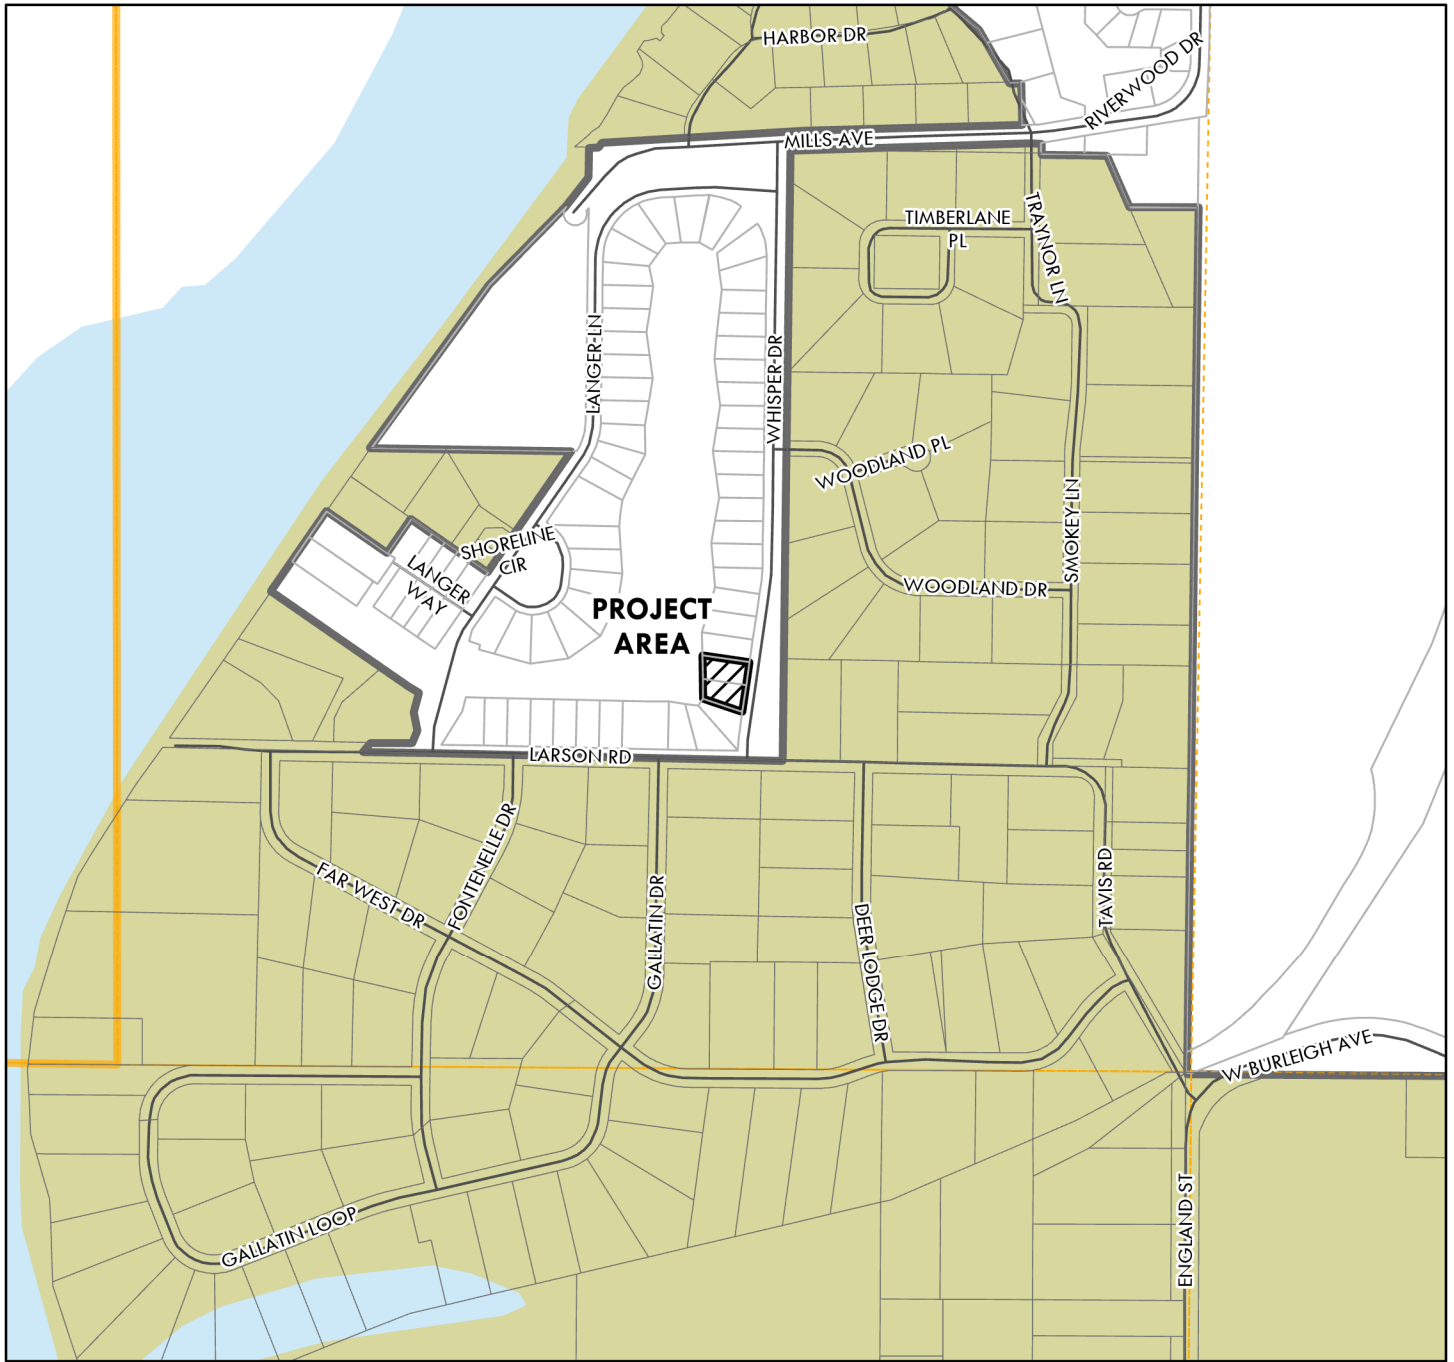 HARBOR DR
RIVERWOOD DR
MILLS AVE
TIMBERLANE
PL
TRAYNOR LN
LANGER LN
WHISPER DR
WOODLAND PL
SMOKEY LN
SHORELINE
CIR
LANGER
WAY
WOODLAND DR
PROJECT
AREA
LARSON RD
FONTENELLE DR
FAR WEST DR
GALLATIN DR
DEER LODGE DR
TAVIS RD
W BURLEIGH AVE
GALLATIN LOOP
ENGLAND ST